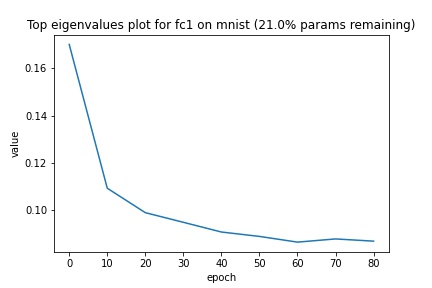 Top eigenvalues plot for fc1 on mnist (21.0% params remaining)
0.16
0.14
0.12
0.10
value
0 10 20 30 40 50 60 70 80
epoch